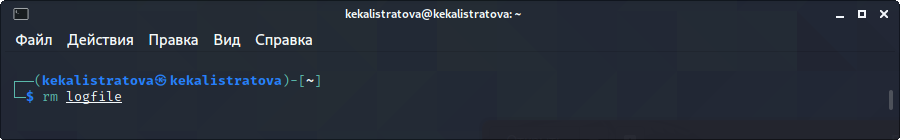 kekalistratova@kekalistratova: ~
Файл Действия Правка Вид Справка
┌──(kekalistratova㉿kekalistratova)-[~]
└─$ rm logfile